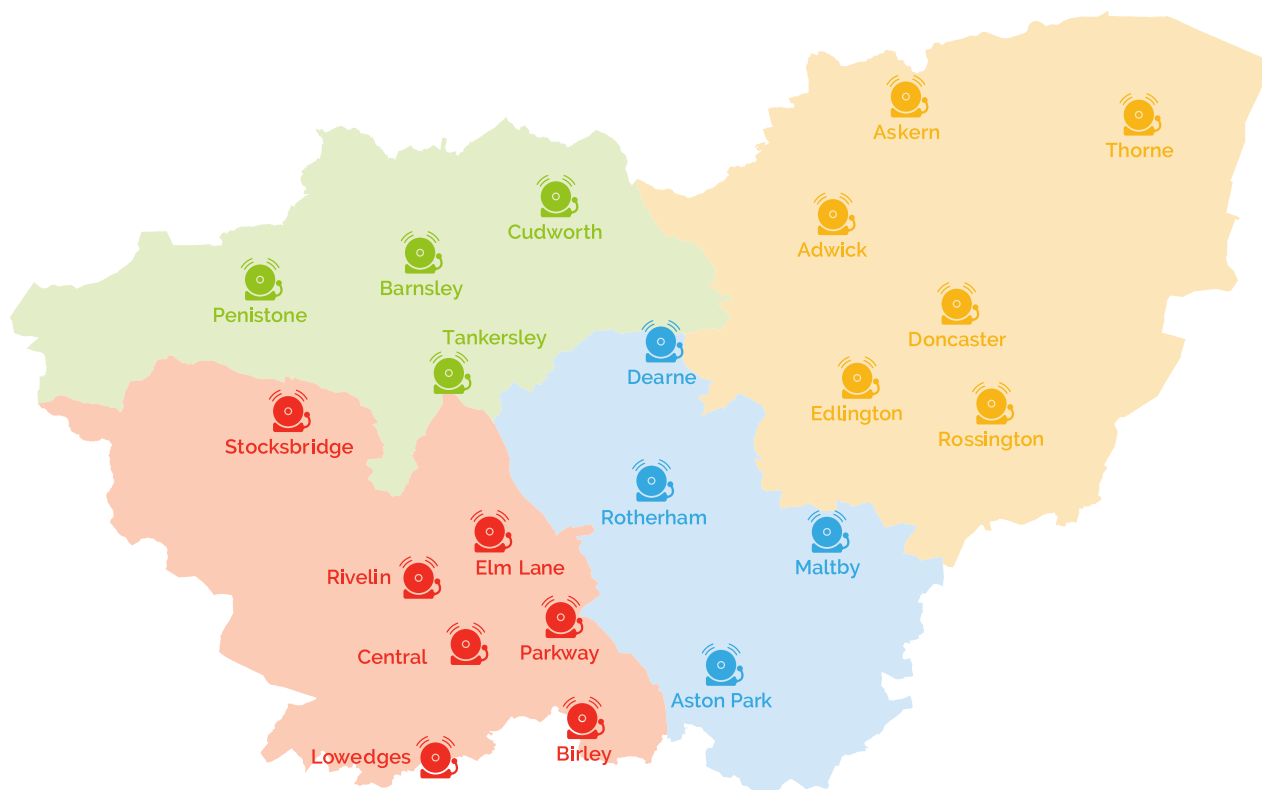 Askern
Thorne
Cudworth
Adwick
Barnsley
Penistone
Tankersley
Doncaster
Dearne
Edlington
Rossington
Stocksbridge
Rotherham
Elm Lane
Maltby
Rivelin
Parkway
Central
Aston Park
Birley
Lowedges